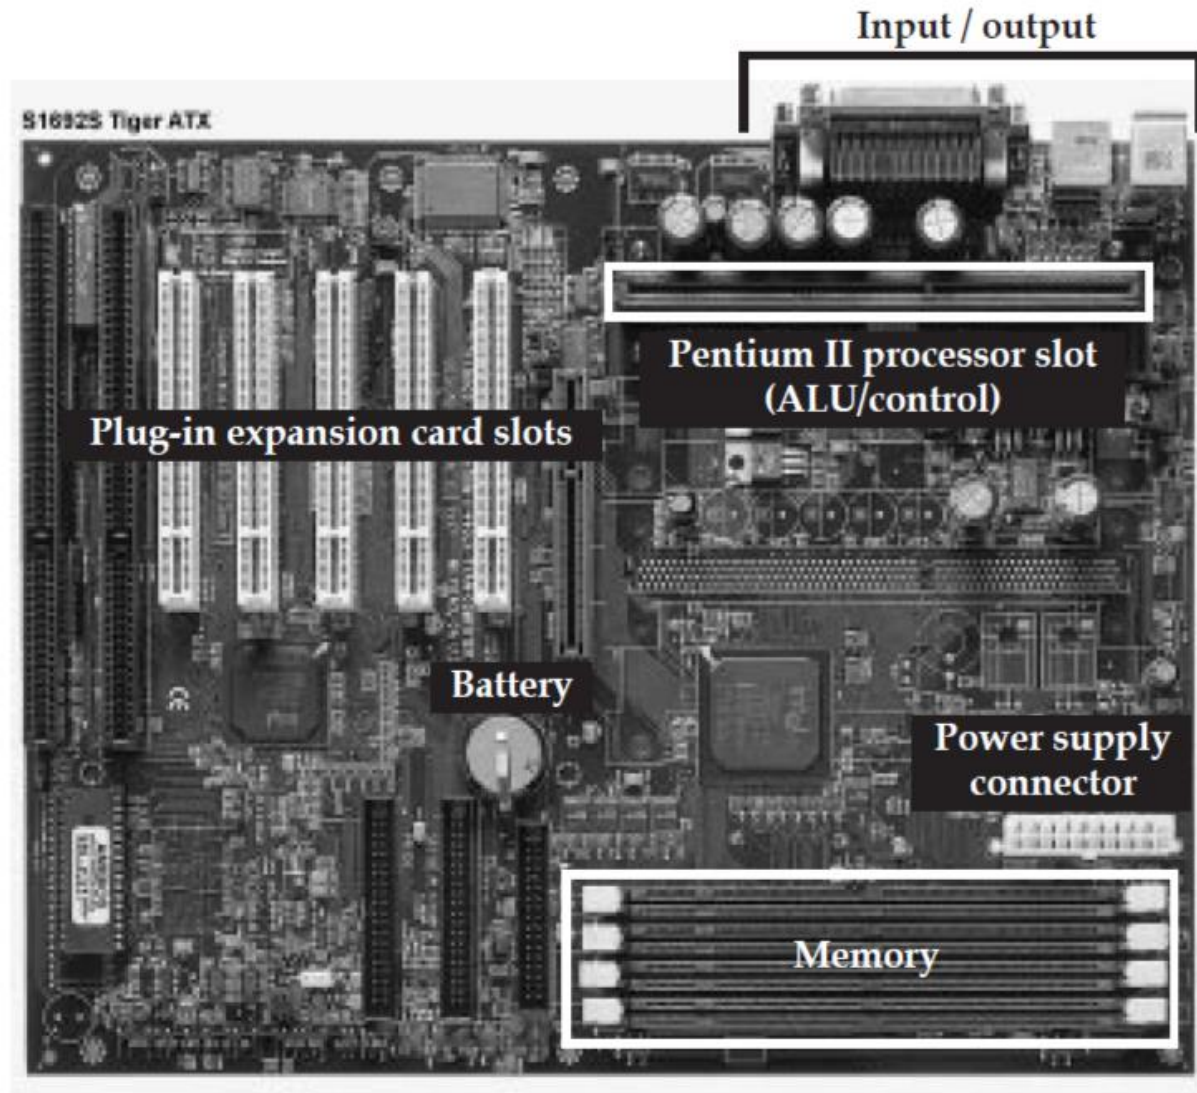 Input / output
S1692S Tiger ATX
Pentium II processor slot
(ALU/control)
Plug-in expansion card slots
Battery
Power supply
connector
Memory